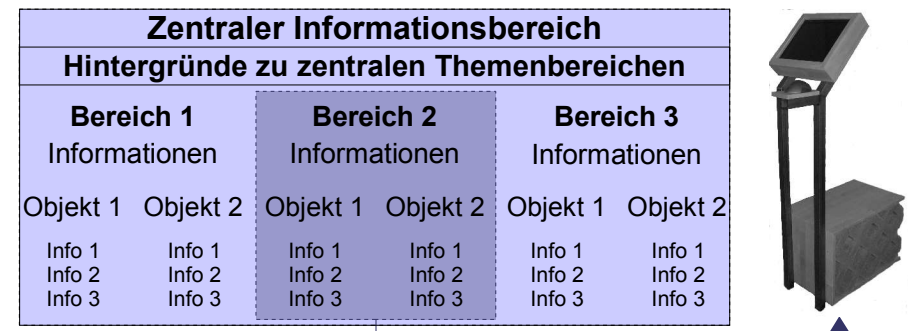 Zentraler Informationsbereich
Hintergründe zu zentralen Themenbereichen
Bereich 1 Bereich 2 Bereich 3
Informationen Informationen Informationen
Objekt 1 Objekt 2 Objekt 1 Objekt 2 Objekt 1 Objekt 2
Info 1 Info 1 Info 1 Info 1 Info 1 Info 1
Info 2 Info 2 Info 2 Info 2 Info 2 Info 2
Info 3 Info 3 Info 3 Info 3 Info 3 Info 3